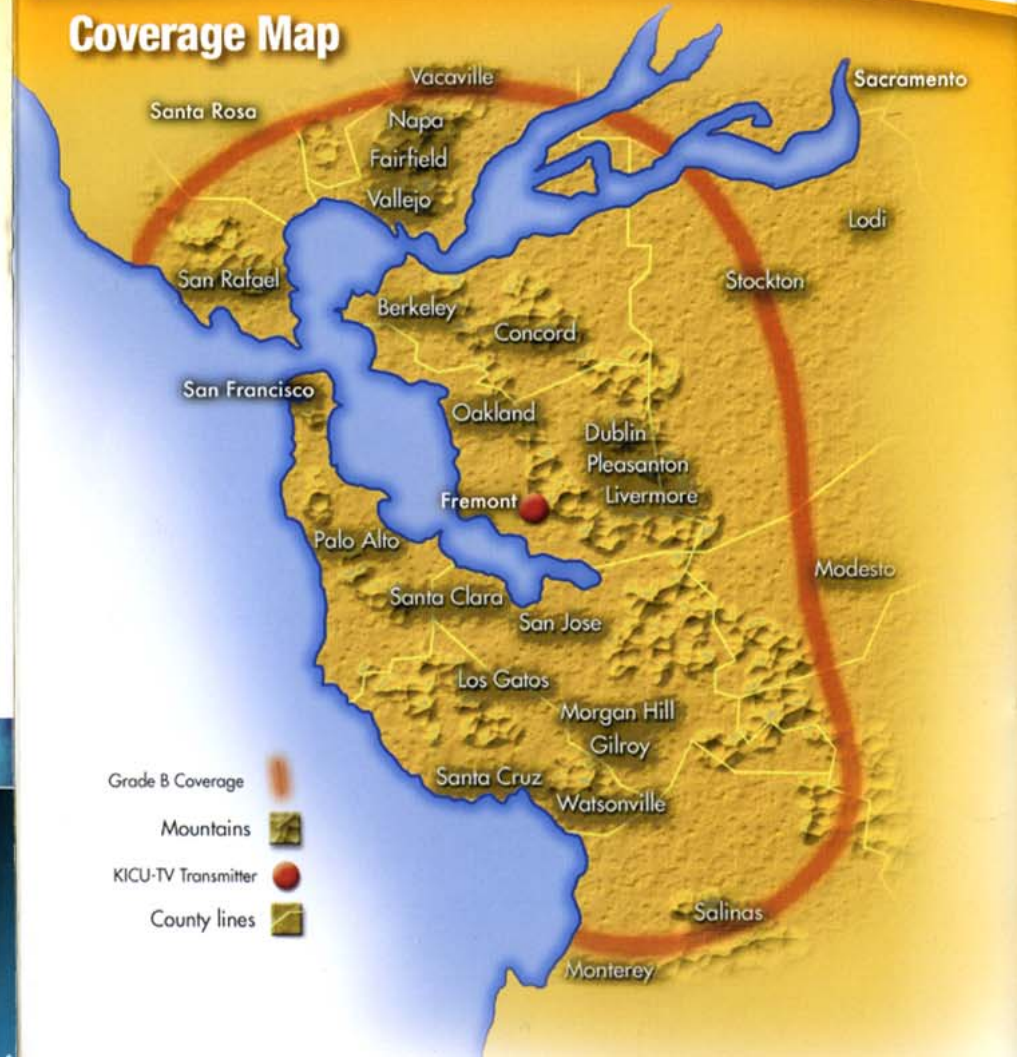 Coverage Map
Vacaville
Sacramento
Santa Rosa
Napa
Fairfield
Vallejo
Lodi
San Rafael
Stockton
Berkeley
Concord
San Francisco
Oakland
Dublin
Pleasanton
Livermore
Fremont
Palo Alto
Modesto
Santa Clara
San Jose
Los Gatos
Morgan Hill
Gilroy
Santa Cruz
Watsonville
Grade B Coverage
Mountains
KICU-TV Transmitter
County lines
Salinas
Monterey